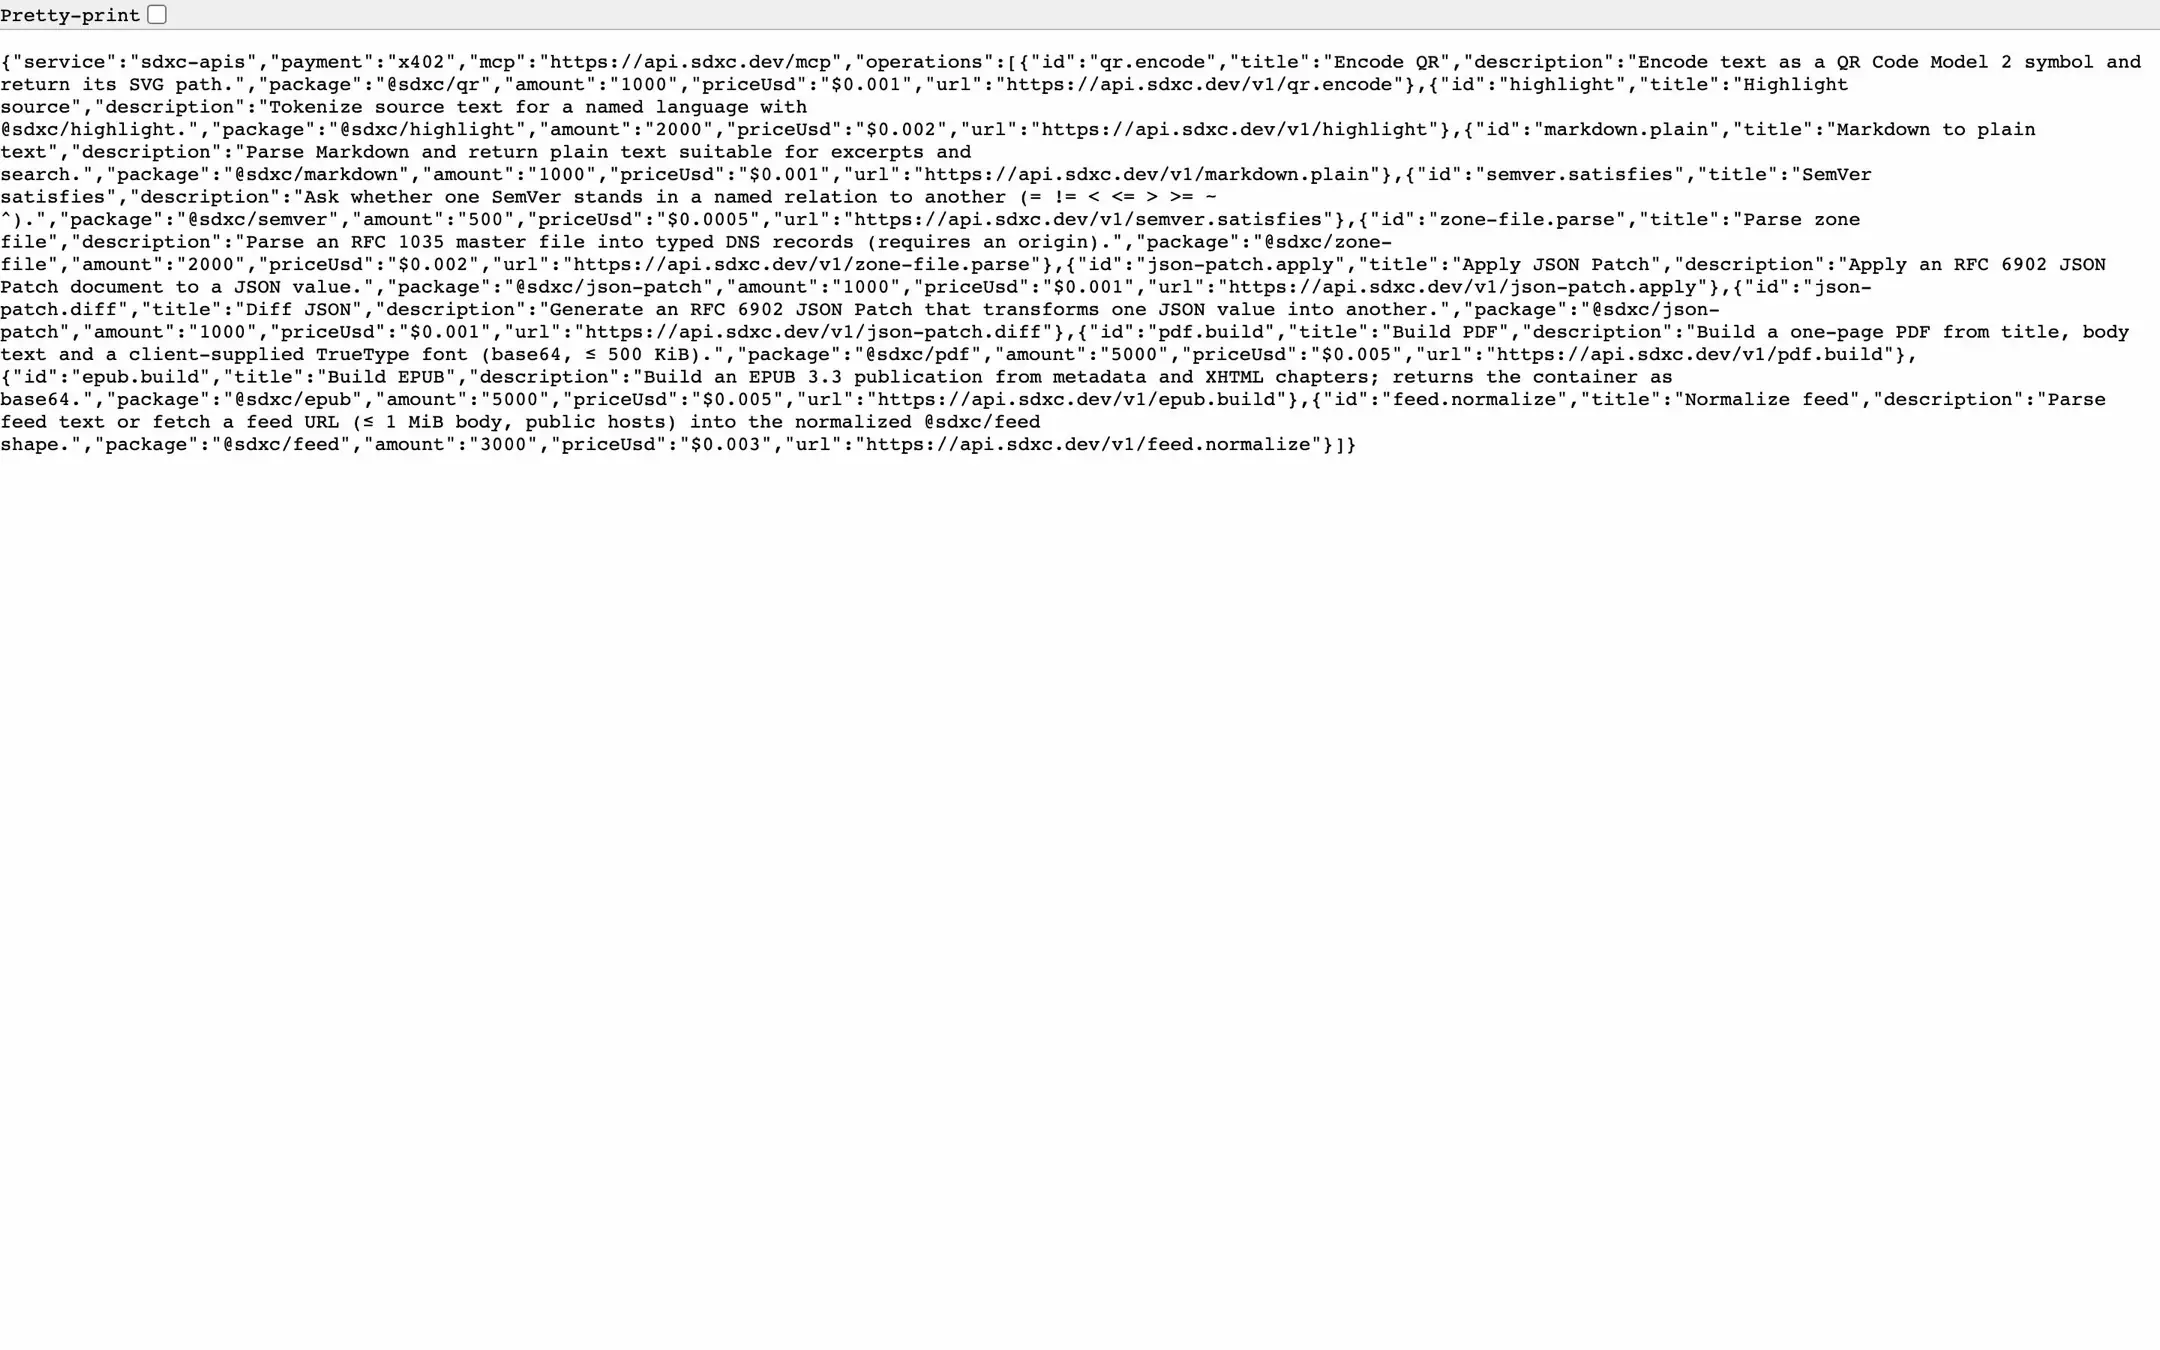 Pretty-print
{"service":"sdxc-apis","payment":"x402","mcp":"https://api.sdxc.dev/mcp","operations":[{"id":"qr.encode","title":"Encode QR","description":"Encode text as a QR Code Model 2 symbol and
return its SVG path.","package":"@sdxc/qr","amount":"1000","priceUsd":"$0.001","url":"https://api.sdxc.dev/v1/qr.encode"},{"id":"highlight","title":"Highlight
source","description":"Tokenize source text for a named language with
@sdxc/highlight.","package":"@sdxc/highlight","amount":"2000","priceUsd":"$0.002","url":"https://api.sdxc.dev/v1/highlight"},{"id":"markdown.plain","title":"Markdown to plain
text","description":"Parse Markdown and return plain text suitable for excerpts and
search.","package":"@sdxc/markdown","amount":"1000","priceUsd":"$0.001","url":"https://api.sdxc.dev/v1/markdown.plain"},{"id":"semver.satisfies","title":"SemVer
satisfies","description":"Ask whether one SemVer stands in a named relation to another (= != < <= > >= ~
^).","package":"@sdxc/semver","amount":"500","priceUsd":"$0.0005","url":"https://api.sdxc.dev/v1/semver.satisfies"},{"id":"zone-file.parse","title":"Parse zone
file","description":"Parse an RFC 1035 master file into typed DNS records (requires an origin).","package":"@sdxc/zone-
file","amount":"2000","priceUsd":"$0.002","url":"https://api.sdxc.dev/v1/zone-file.parse"},{"id":"json-patch.apply","title":"Apply JSON Patch","description":"Apply an RFC 6902 JSON
Patch document to a JSON value.","package":"@sdxc/json-patch","amount":"1000","priceUsd":"$0.001","url":"https://api.sdxc.dev/v1/json-patch.apply"},{"id":"json-
patch.diff","title":"Diff JSON","description":"Generate an RFC 6902 JSON Patch that transforms one JSON value into another.","package":"@sdxc/json-
patch","amount":"1000","priceUsd":"$0.001","url":"https://api.sdxc.dev/v1/json-patch.diff"},{"id":"pdf.build","title":"Build PDF","description":"Build a one-page PDF from title, body
text and a client-supplied TrueType font (base64, ≤ 500 KiB).","package":"@sdxc/pdf","amount":"5000","priceUsd":"$0.005","url":"https://api.sdxc.dev/v1/pdf.build"},
{"id":"epub.build","title":"Build EPUB","description":"Build an EPUB 3.3 publication from metadata and XHTML chapters; returns the container as
base64.","package":"@sdxc/epub","amount":"5000","priceUsd":"$0.005","url":"https://api.sdxc.dev/v1/epub.build"},{"id":"feed.normalize","title":"Normalize feed","description":"Parse
feed text or fetch a feed URL (≤ 1 MiB body, public hosts) into the normalized @sdxc/feed
shape.","package":"@sdxc/feed","amount":"3000","priceUsd":"$0.003","url":"https://api.sdxc.dev/v1/feed.normalize"}]}